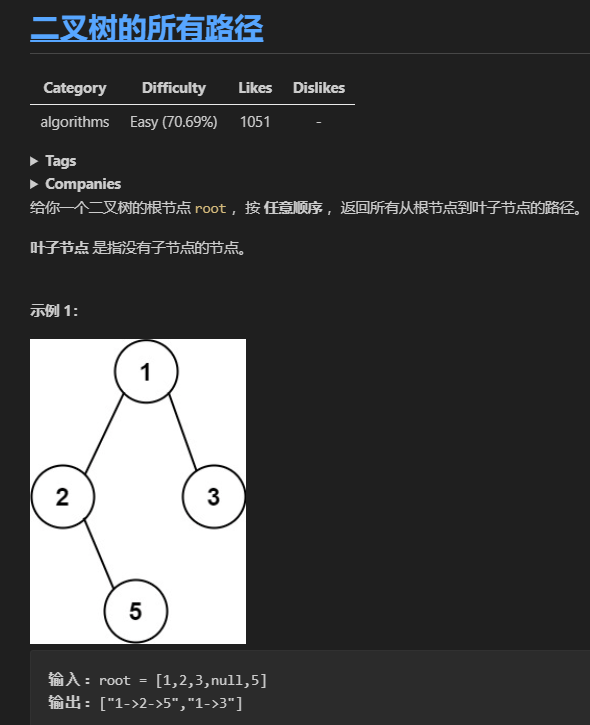 二叉树的所有路径
Category Difficulty Likes Dislikes
algorithms Easy (70.69%) 1051 -
Tags
Companies
给你一个二叉树的根节点 root ，按 任意顺序 ，返回所有从根节点到叶子节点的路径。
叶子节点 是指没有子节点的节点。
示例 1：
1
2 3
5
输入：root = [1,2,3,null,5]
输出：["1->2->5","1->3"]